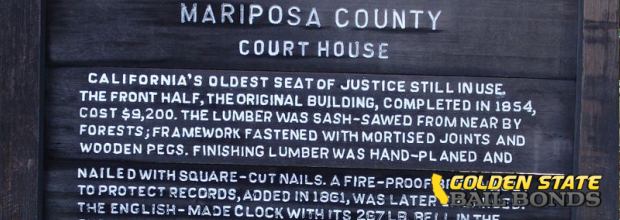 MARIPOSA COUNTY
COURT HOUSE
CALIFORNIA'S OLDEST SEAT OF JUSTICE STILL IN USE.
THE FRONT HALF, THE ORIGINAL BUILDING, COMPLETED IN 1854,
COST $9,200. THE LUMBER WAS SASH-SAWED FROM NEAR BY
FORESTS; FRAMEWORK FASTENED WITH MORTISED JOINTS AND
WOODEN PEGS. FINISHING LUMBER WAS HAND-PLANED AND
NAILED WITH SQUARE-CUT NAILS. A FIRE-PROOF
TO PROTECT RECORDS, ADDED IN 1861, WAS LATER
THE ENGLISH-MADE CLOCK WITH ITS 267 LB. BELL IN THE
GOLDEN STATE
BAIL-BONDS